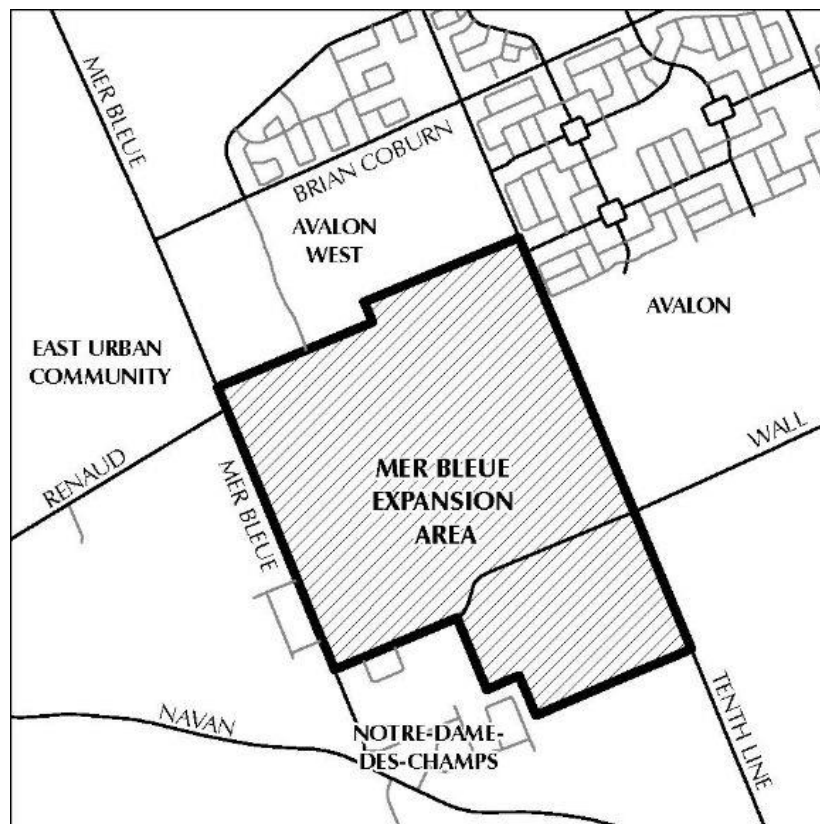 MER BLEUE
BRIAN COBURN
AVALON
WEST
AVALON
EAST URBAN
COMMUNITY
WALL
RENAUD
MER BLEUE
MER BLEUE
EXPANSION
AREA
NAVAN
NOTRE-DAME-
DES-CHAMPS
TENTH LINE